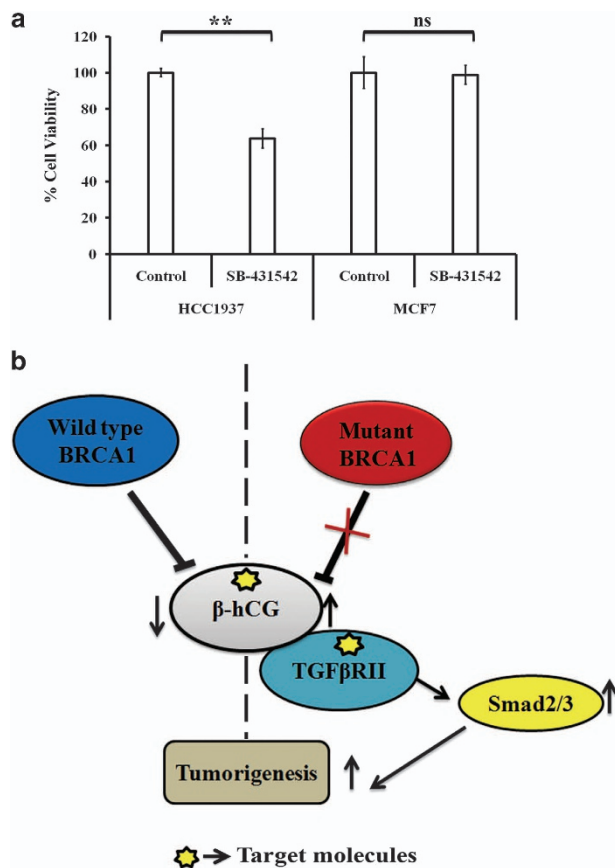 a
**
ns
% Cell Viability
120
100
80
60
40
20
0
Control
SB-431542
Control
SB-431542
HCC1937
MCF7
b
Wild type
BRCA1
Mutant
BRCA1
β-hCG
TGFβRII
Smad2/3
Tumorigenesis
Target molecules